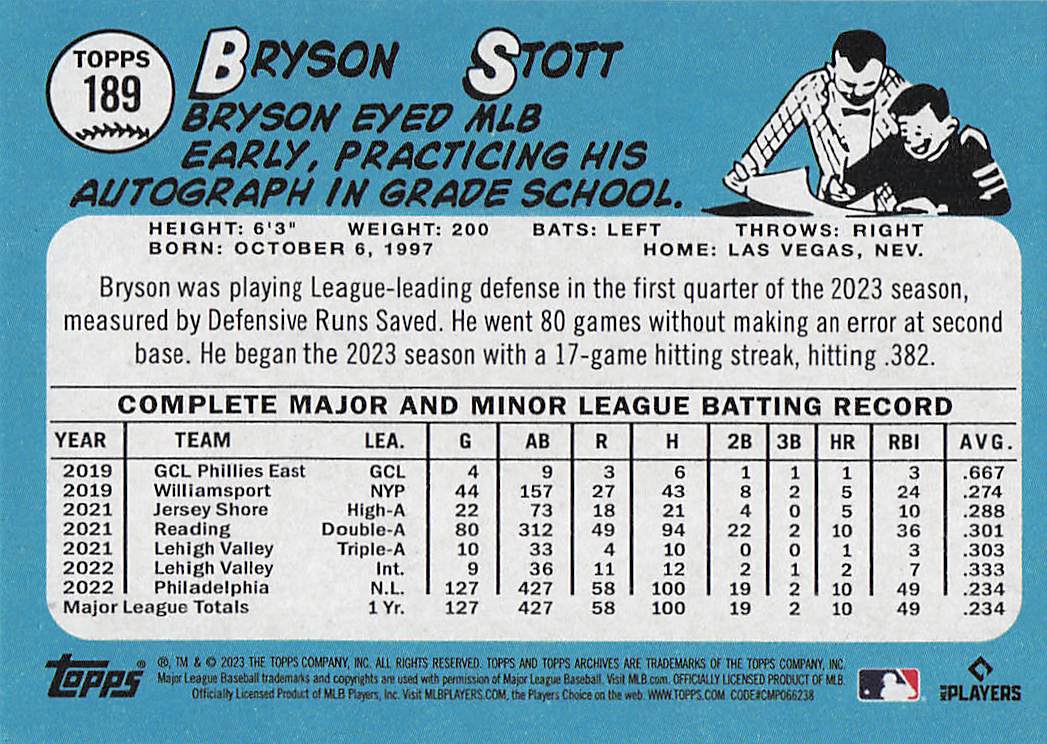 TOPPS
189
BRYSON STOTT
BRYSON EYED MLB
EARLY, PRACTICING HIS
AUTOGRAPH IN GRADE SCHOOL.
HEIGHT: 6'3" WEIGHT: 200 BATS: LEFT THROWS: RIGHT
BORN: OCTOBER 6, 1997 HOME: LAS VEGAS, NEV.
Bryson was playing League-leading defense in the first quarter of the 2023 season,
measured by Defensive Runs Saved. He went 80 games without making an error at second
base. He began the 2023 season with a 17-game hitting streak, hitting .382.
COMPLETE MAJOR AND MINOR LEAGUE BATTING RECORD
YEAR TEAM LEA. G AB R H 2B 3B HR RBI AVG.
2019 GCL Phillies East GCL 4 9 3 6 1 1 1 3 .667
2019 Williamsport NYP 44 157 27 43 8 2 5 24 .274
2021 Jersey Shore High-A 22 73 18 21 4 0 5 10 .288
2021 Reading Double-A 80 312 49 94 22 2 10 36 .301
2021 Lehigh Valley Triple-A 10 33 4 10 0 0 1 3 .303
2022 Lehigh Valley Int. 9 36 11 12 2 1 2 7 .333
2022 Philadelphia N.L. 127 427 58 100 19 2 10 49 .234
Major League Totals 1 Yr. 127 427 58 100 19 2 10 49 .234
topps® ®, TM & © 2023 THE TOPPS COMPANY, INC. ALL RIGHTS RESERVED. TOPPS AND TOPPS ARCHIVES ARE TRADEMARKS OF THE TOPPS COMPANY, INC.
Major League Baseball trademarks and copyrights are used with permission of Major League Baseball. Visit MLB.com. OFFICIALLY LICENSED PRODUCT OF MLB.
Officially Licensed Product of MLB Players, Inc. Visit MLBPLAYERS.COM, the Players Choice on the web. WWW.TOPPS.COM CODE#CMP066238
MLB PLAYERS